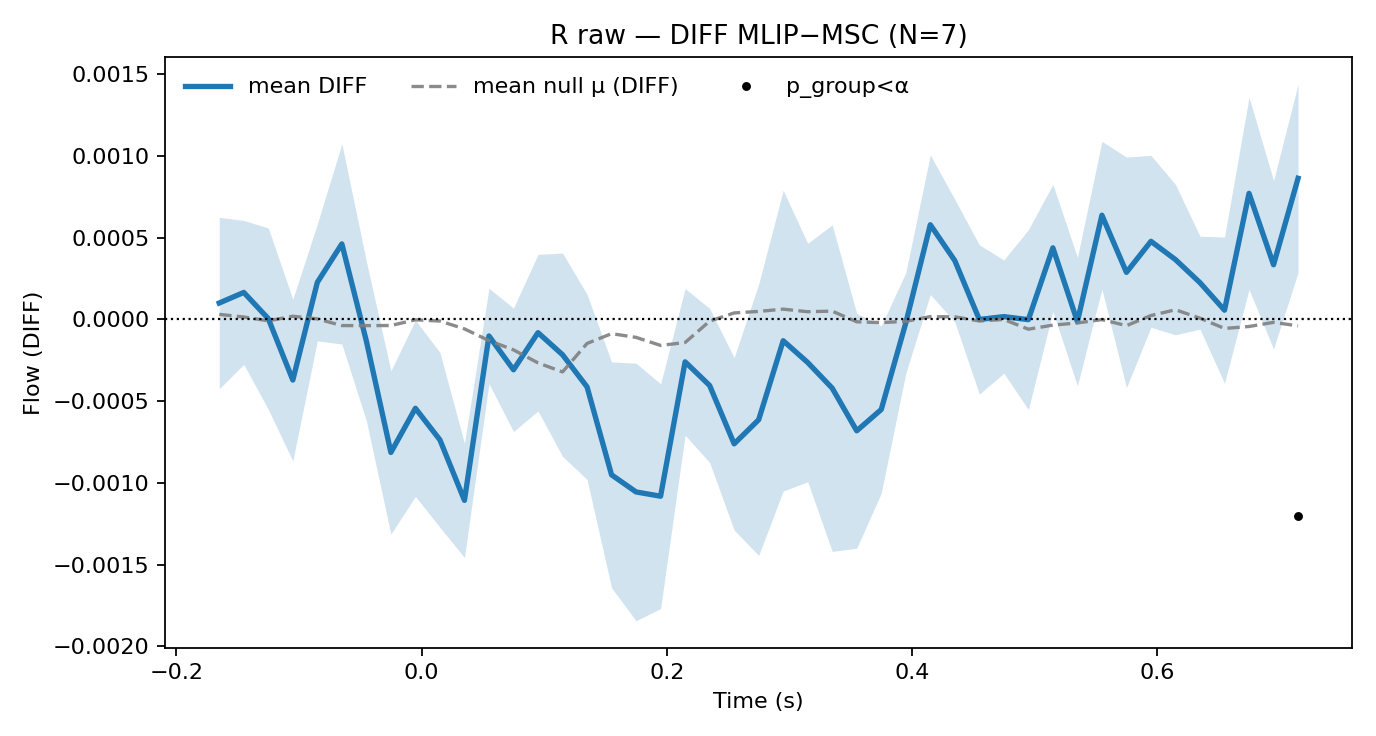 R raw — DIFF MLIP−MSC (N=7)
mean DIFF
mean null μ (DIFF)
p_group<α
0.0015
0.0010
0.0005
0.0000
−0.0005
−0.0010
−0.0015
−0.0020
Flow (DIFF)
−0.2
0.0
0.2
0.4
0.6
Time (s)